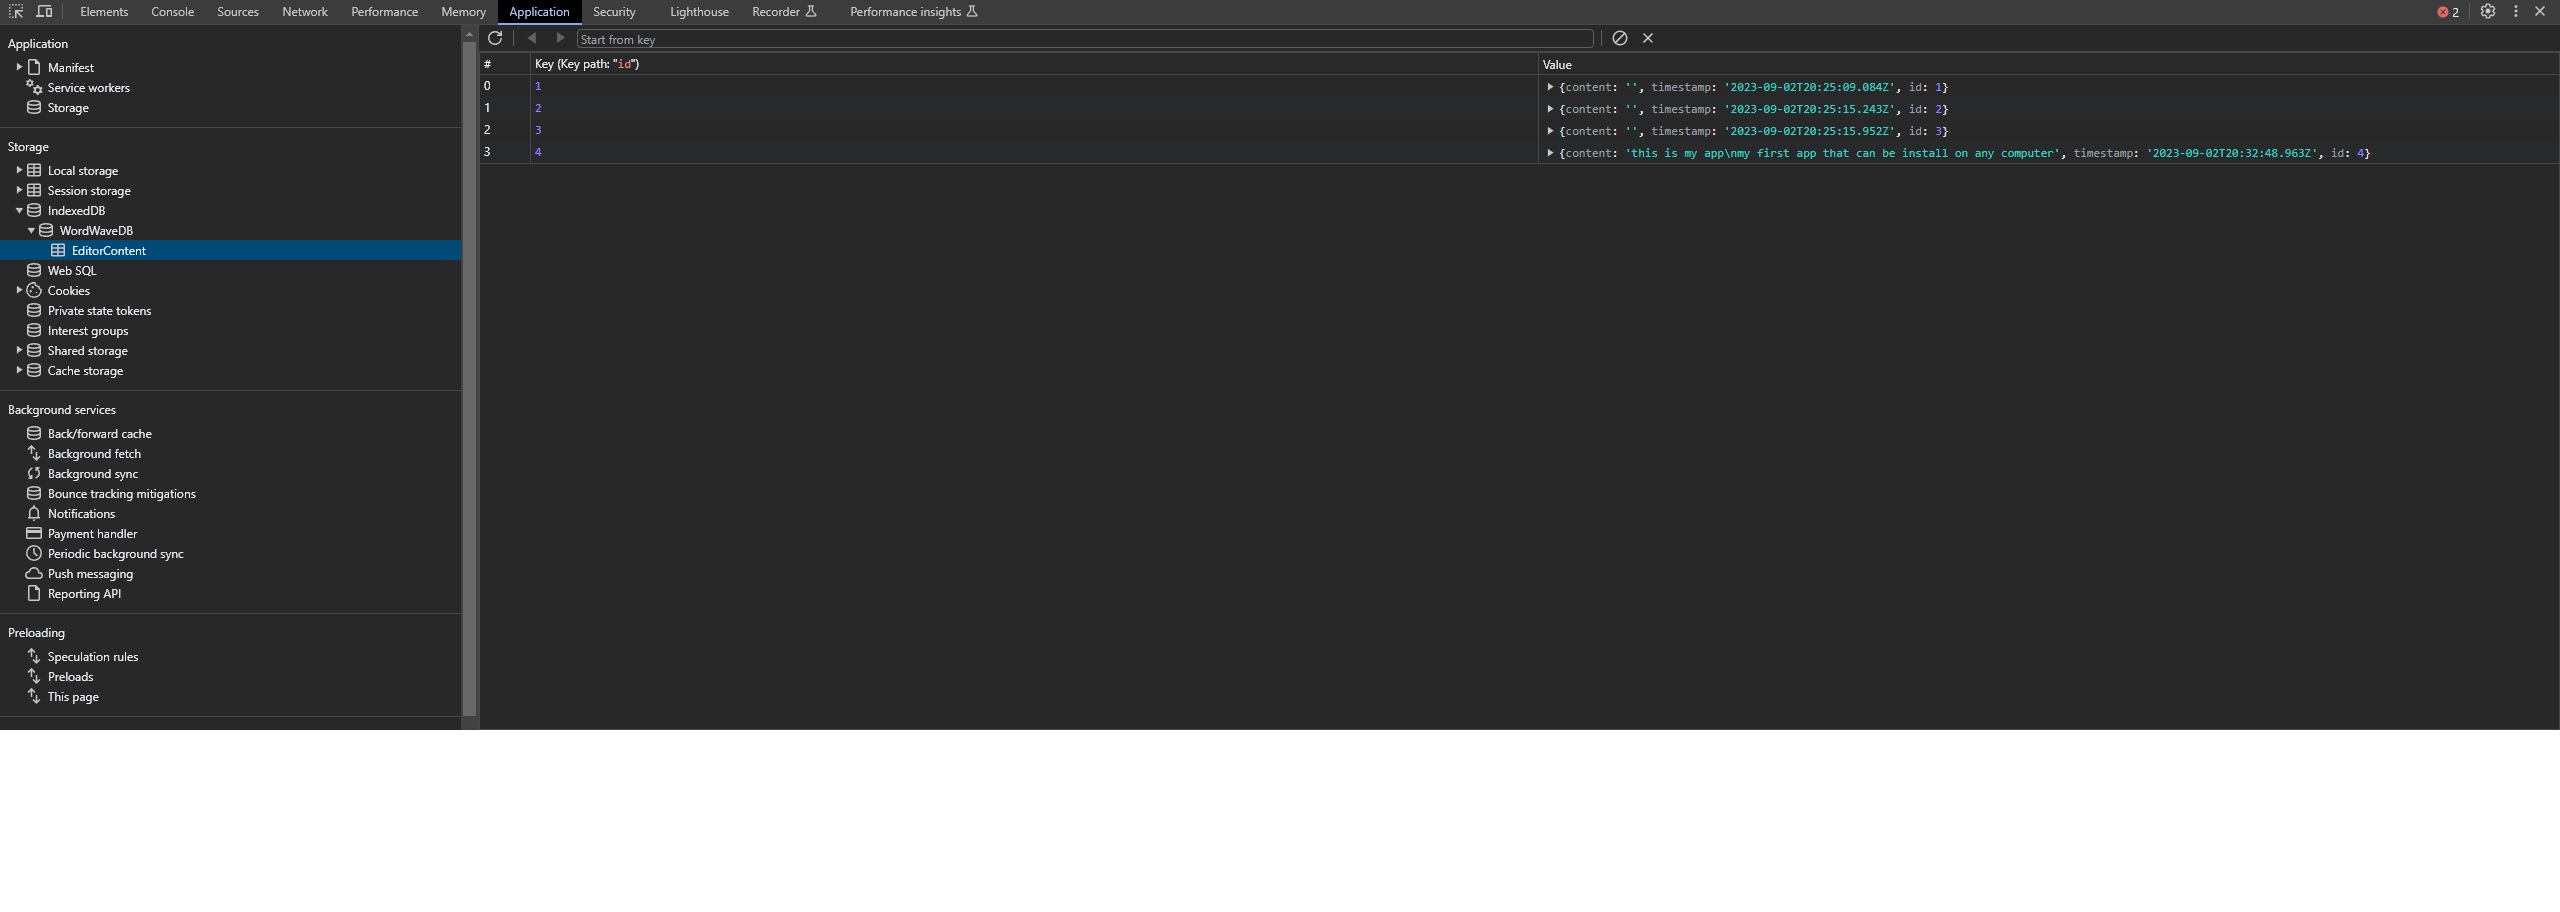 Elements Console Sources Network Performance Memory Application Security Lighthouse Recorder Performance insights 2
Application
Manifest
Service workers
Storage
Storage
Local storage
Session storage
IndexedDB
WordWaveDB
EditorContent
Web SQL
Cookies
Private state tokens
Interest groups
Shared storage
Cache storage
Background services
Back/forward cache
Background fetch
Background sync
Bounce tracking mitigations
Notifications
Payment handler
Periodic background sync
Push messaging
Reporting API
Preloading
Speculation rules
Preloads
This page
Start from key
# Key (Key path: "id") Value
0 1 {content: '', timestamp: '2023-09-02T20:25:09.084Z', id: 1}
1 2 {content: '', timestamp: '2023-09-02T20:25:15.243Z', id: 2}
2 3 {content: '', timestamp: '2023-09-02T20:25:15.952Z', id: 3}
3 4 {content: 'this is my app\nmy first app that can be install on any computer', timestamp: '2023-09-02T20:32:48.963Z', id: 4}